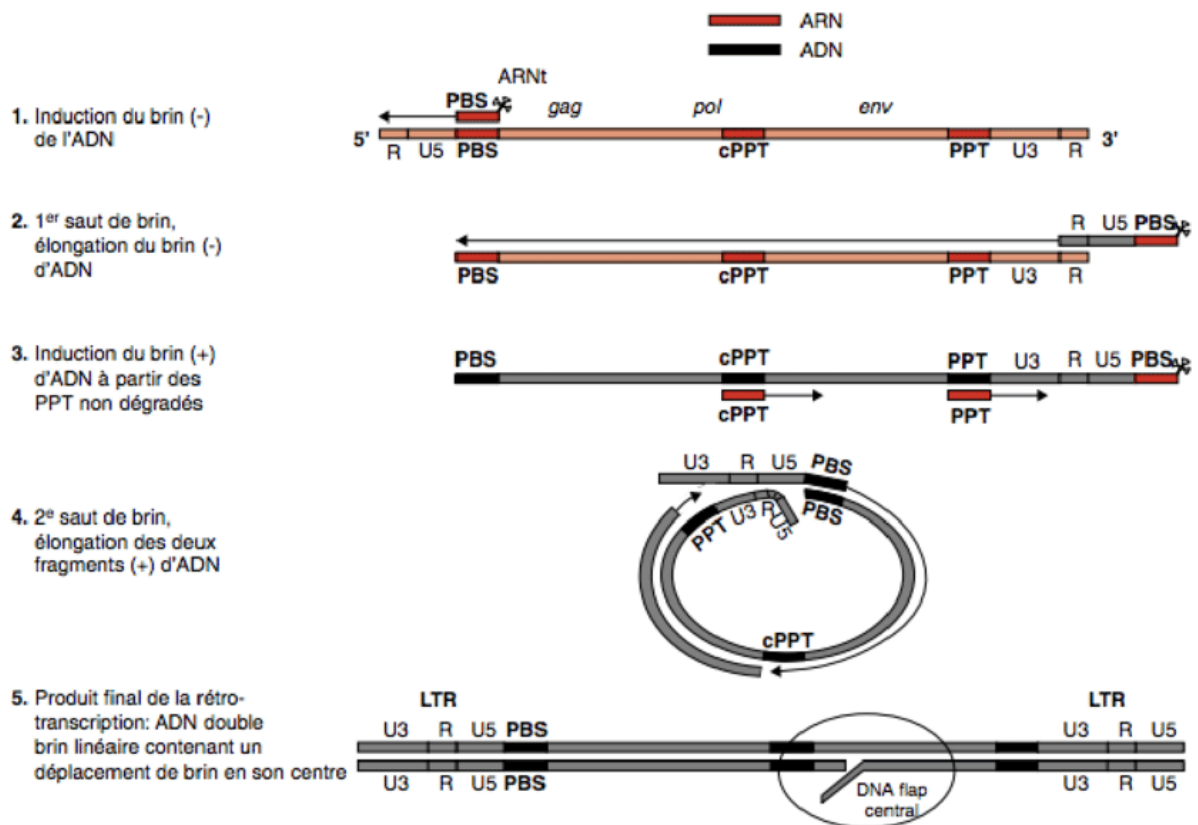 ARN
ADN
1. Induction du brin (-)
de l'ADN
ARNt
PBS
gag pol env
5' 3'
R U5 PBS cPPT PPT U3 R
2. 1er saut de brin,
élongation du brin (-)
d'ADN
R U5 PBS
PBS cPPT PPT U3 R
3. Induction du brin (+)
d'ADN à partir des
PPT non dégradés
PBS cPPT PPT U3 R U5 PBS
cPPT PPT
4. 2e saut de brin,
élongation des deux
fragments (+) d'ADN
U3 R U5 PBS
PPT U3 R U5 PBS
cPPT
5. Produit final de la rétro-
transcription: ADN double
brin linéaire contenant un
déplacement de brin en son centre
LTR LTR
U3 R U5 PBS U3 R U5
U3 R U5 PBS U3 R U5
DNA flap
central